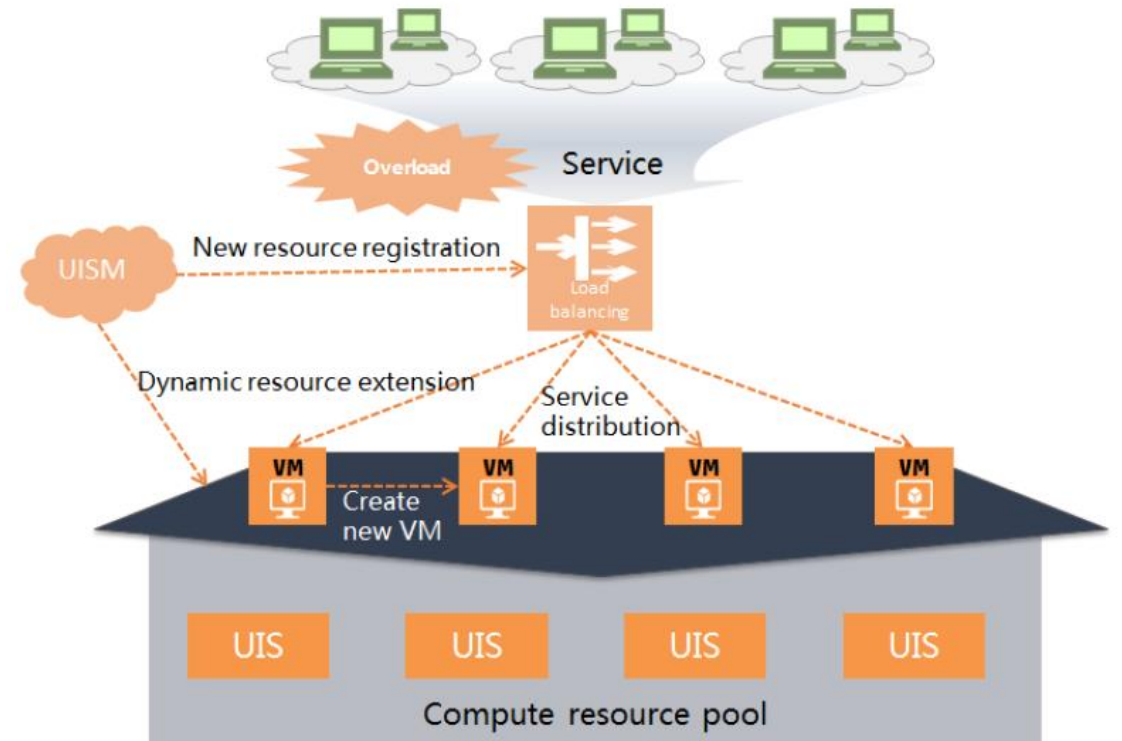 Overload
Service
New resource registration
UISM
Load
balancing
Dynamic resource extension
Service
distribution
VM
VM
VM
VM
Create
new VM
UIS
UIS
UIS
UIS
Compute resource pool